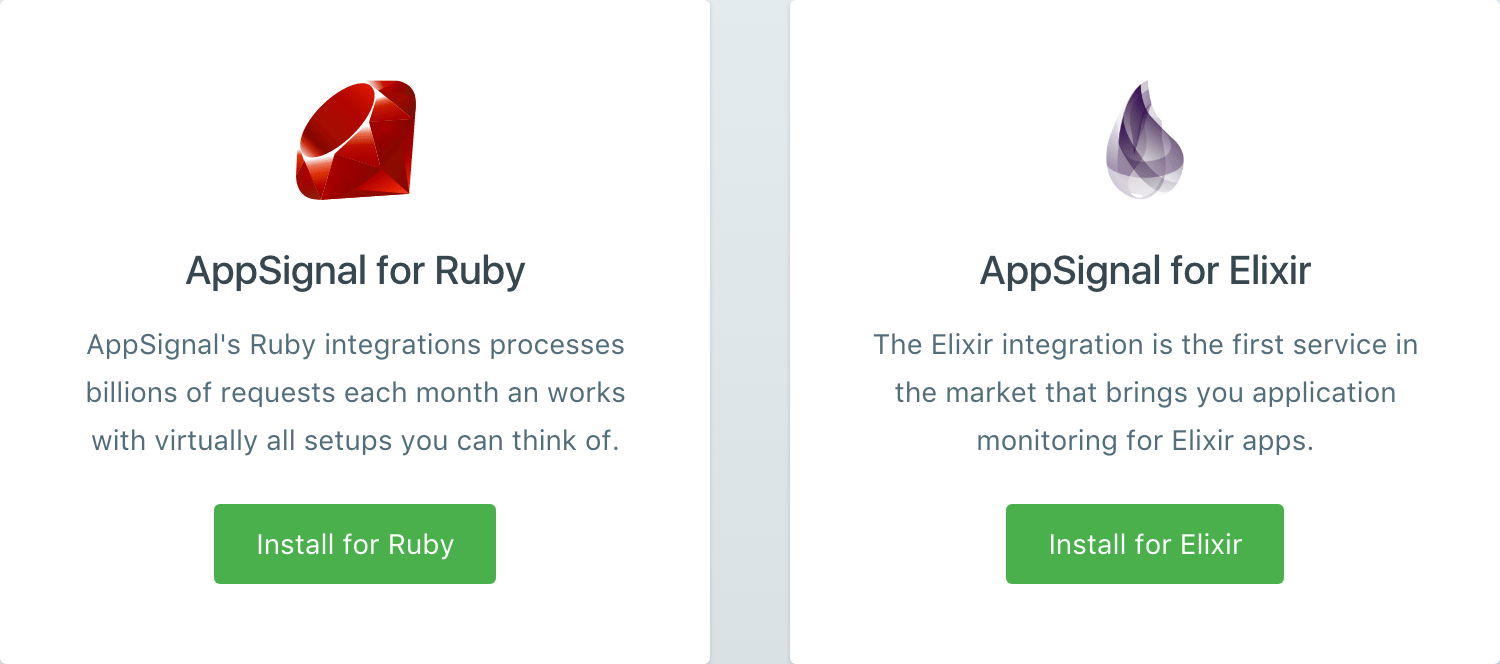 AppSignal for Ruby
AppSignal's Ruby integrations processes
billions of requests each month an works
with virtually all setups you can think of.
Install for Ruby
AppSignal for Elixir
The Elixir integration is the first service in
the market that brings you application
monitoring for Elixir apps.
Install for Elixir